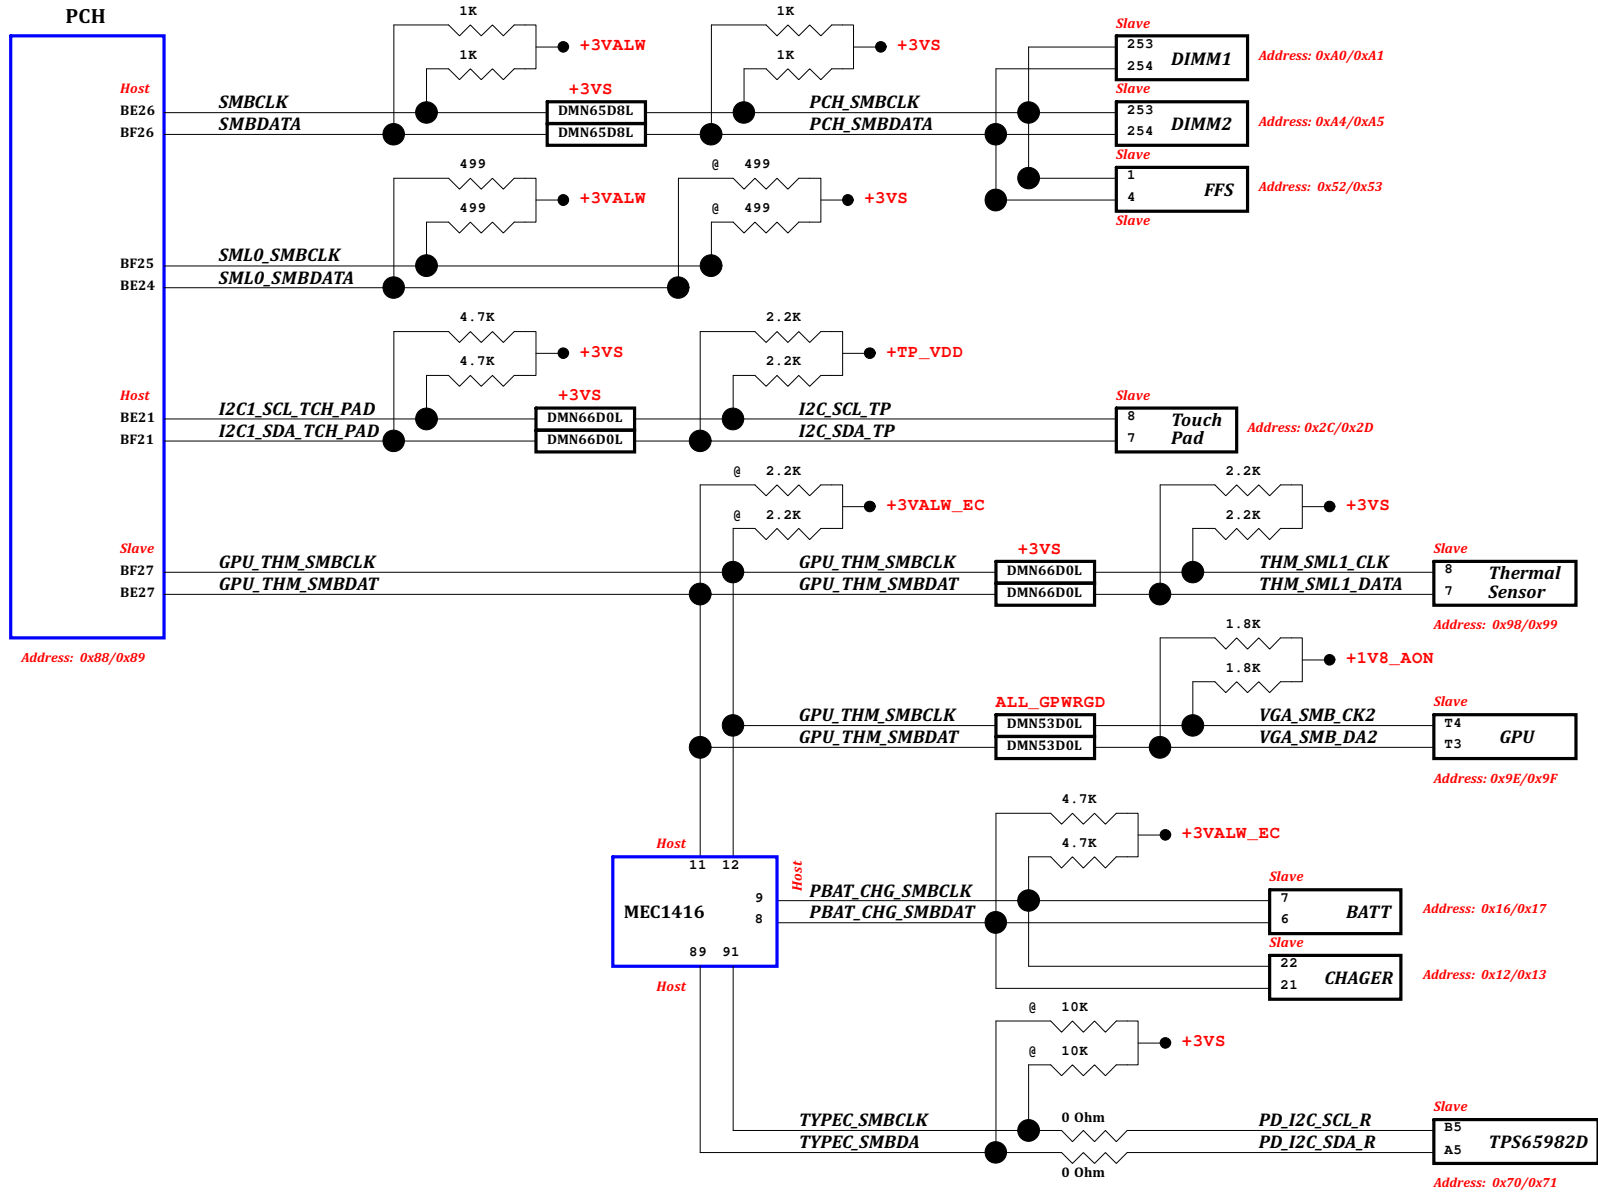 PCH
1K
1K
+3VALW
1K
1K
+3VS
Slave
253
254
DIMM1
Address: 0xA0/0xA1
Host
BE26
SMBCLK
+3VS
DMN65D8L
PCH_SMBCLK
Slave
253
BF26
SMBDATA
DMN65D8L
PCH_SMBDATA
254
DIMM2
Address: 0xA4/0xA5
499
499
+3VALW
@ 499
@ 499
+3VS
Slave
1
4
FFS
Address: 0x52/0x53
Slave
BF25
SML0_SMBCLK
BE24
SML0_SMBDATA
4.7K
4.7K
+3VS
2.2K
2.2K
+TP_VDD
Host
BE21
I2C1_SCL_TCH_PAD
+3VS
DMN66D0L
I2C_SCL_TP
Slave
8
Touch
BF21
I2C1_SDA_TCH_PAD
DMN66D0L
I2C_SDA_TP
7
Pad
Address: 0x2C/0x2D
@ 2.2K
@ 2.2K
+3VALW_EC
2.2K
2.2K
+3VS
Slave
BF27
GPU_THM_SMBCLK
GPU_THM_SMBCLK
+3VS
DMN66D0L
THM_SML1_CLK
Slave
8
Thermal
BE27
GPU_THM_SMBDAT
GPU_THM_SMBDAT
DMN66D0L
THM_SML1_DATA
7
Sensor
Address: 0x98/0x99
Address: 0x88/0x89
1.8K
1.8K
+1V8_AON
GPU_THM_SMBCLK
ALL_GPWRGD
DMN53D0L
VGA_SMB_CK2
Slave
T4
GPU_THM_SMBDAT
DMN53D0L
VGA_SMB_DA2
T3
GPU
Address: 0x9E/0x9F
4.7K
4.7K
+3VALW_EC
Host
11 12
Host
MEC1416
9
PBAT_CHG_SMBCLK
Slave
7
8
PBAT_CHG_SMBDAT
6
BATT
Address: 0x16/0x17
89 91
Host
Slave
22
21
CHAGER
Address: 0x12/0x13
@ 10K
@ 10K
+3VS
TYPEC_SMBCLK
0 Ohm
PD_I2C_SCL_R
Slave
B5
TYPEC_SMBDA
0 Ohm
PD_I2C_SDA_R
A5
TPS65982D
Address: 0x70/0x71